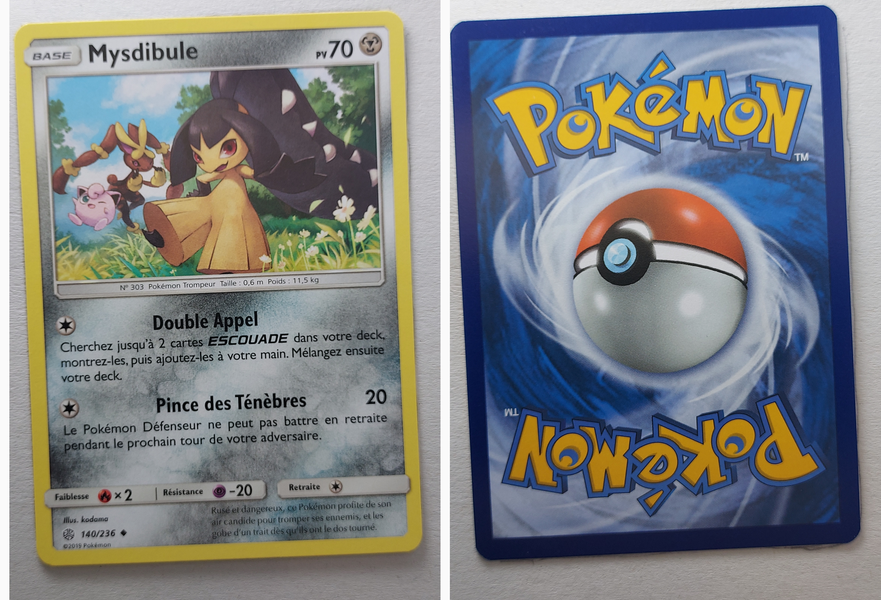 BASE Mysdibule PV 70
N° 303 Pokémon Trompeur Taille : 0,6 m Poids : 11,5 kg
Double Appel
Cherchez jusqu'à 2 cartes ESCOUADE dans votre deck,
montrez-les, puis ajoutez-les à votre main. Mélangez ensuite
votre deck.
Pince des Ténèbres 20
Le Pokémon Défenseur ne peut pas battre en retraite
pendant le prochain tour de votre adversaire.
Faiblesse ×2 Résistance -20 Retraite
Illus. kodama
140/236
©2019 Pokémon
Rusé et dangereux, ce Pokémon profite de son
air candide pour tromper ses ennemis, et les
gobe d'un trait dès qu'ils ont le dos tourné.
POKéMON
TM
TM
POKéMON